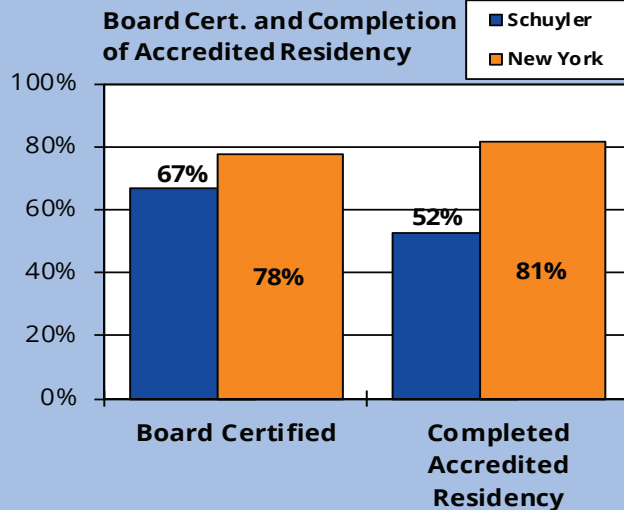 Board Cert. and Completion
of Accredited Residency
Schuyler
New York
100%
80%
60%
40%
20%
0%
67%
78%
52%
81%
Board Certified
Completed
Accredited
Residency